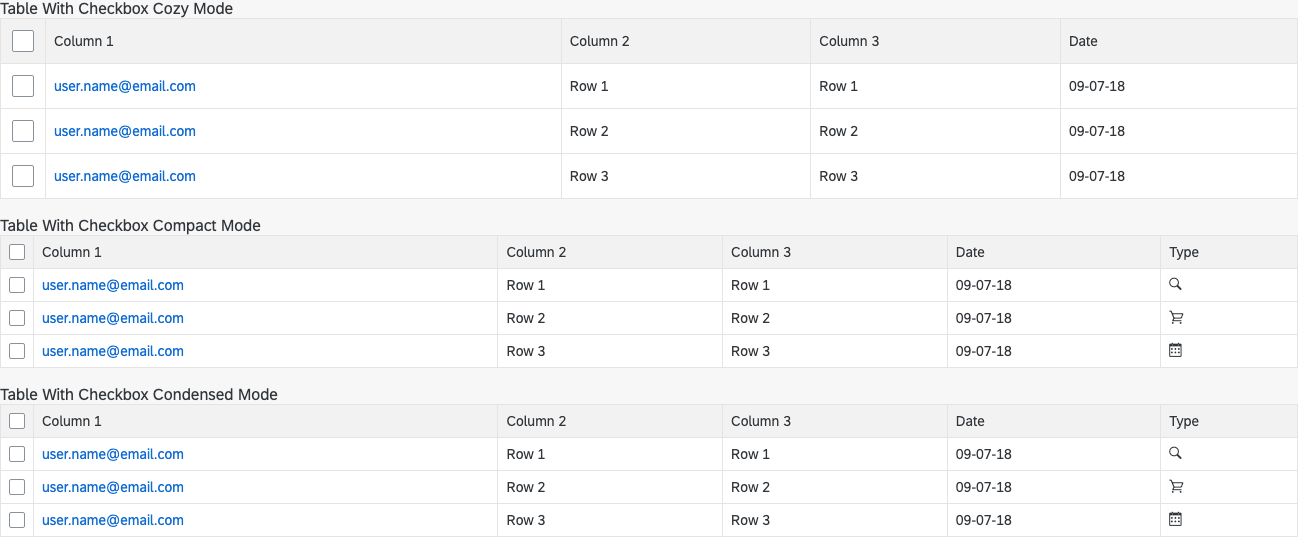 Table With Checkbox Cozy Mode
Column 1 Column 2 Column 3 Date
user.name@email.com Row 1 Row 1 09-07-18
user.name@email.com Row 2 Row 2 09-07-18
user.name@email.com Row 3 Row 3 09-07-18
Table With Checkbox Compact Mode
Column 1 Column 2 Column 3 Date Type
user.name@email.com Row 1 Row 1 09-07-18
user.name@email.com Row 2 Row 2 09-07-18
user.name@email.com Row 3 Row 3 09-07-18
Table With Checkbox Condensed Mode
Column 1 Column 2 Column 3 Date Type
user.name@email.com Row 1 Row 1 09-07-18
user.name@email.com Row 2 Row 2 09-07-18
user.name@email.com Row 3 Row 3 09-07-18